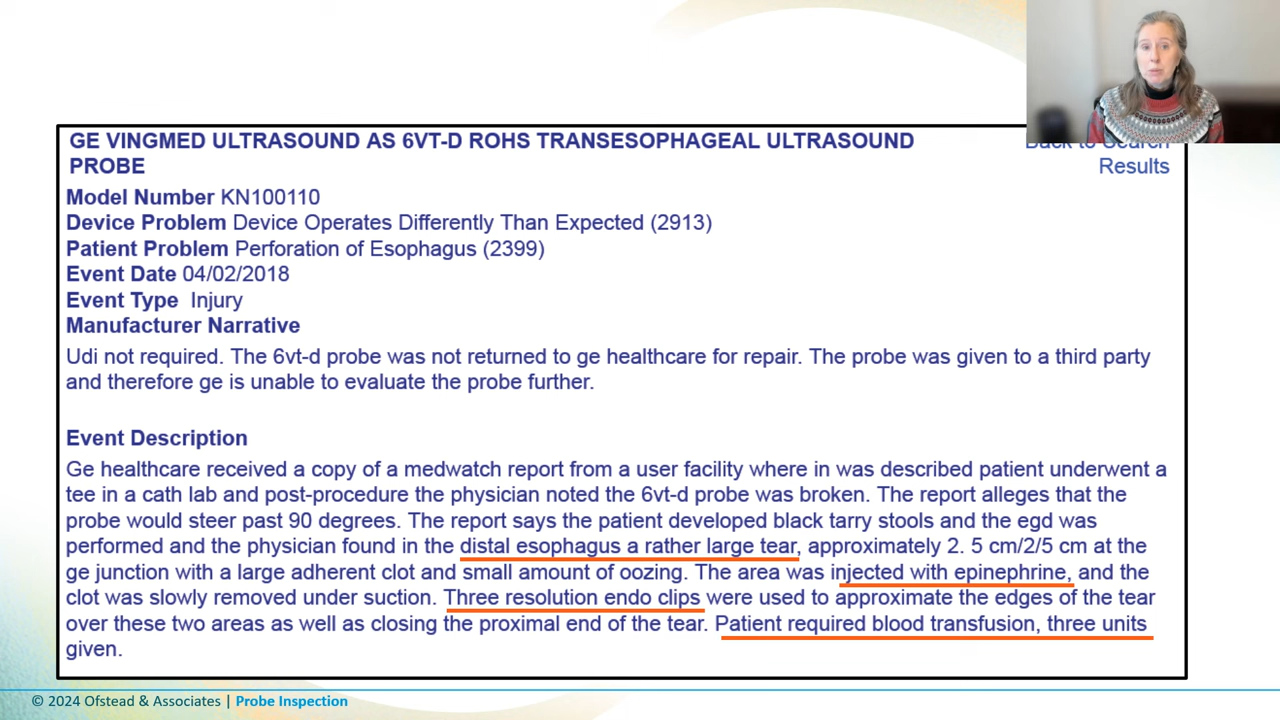 GE VINGMED ULTRASOUND AS 6VT-D ROHS TRANSESOPHAGEAL ULTRASOUND
PROBE
Back to Search
Results
Model Number KN100110
Device Problem Device Operates Differently Than Expected (2913)
Patient Problem Perforation of Esophagus (2399)
Event Date 04/02/2018
Event Type Injury
Manufacturer Narrative
Udi not required. The 6vt-d probe was not returned to ge healthcare for repair. The probe was given to a third party
and therefore ge is unable to evaluate the probe further.
Event Description
Ge healthcare received a copy of a medwatch report from a user facility where in was described patient underwent a
tee in a cath lab and post-procedure the physician noted the 6vt-d probe was broken. The report alleges that the
probe would steer past 90 degrees. The report says the patient developed black tarry stools and the egd was
performed and the physician found in the distal esophagus a rather large tear, approximately 2. 5 cm/2/5 cm at the
ge junction with a large adherent clot and small amount of oozing. The area was injected with epinephrine, and the
clot was slowly removed under suction. Three resolution endo clips were used to approximate the edges of the tear
over these two areas as well as closing the proximal end of the tear. Patient required blood transfusion, three units
given.
© 2024 Ofstead & Associates | Probe Inspection